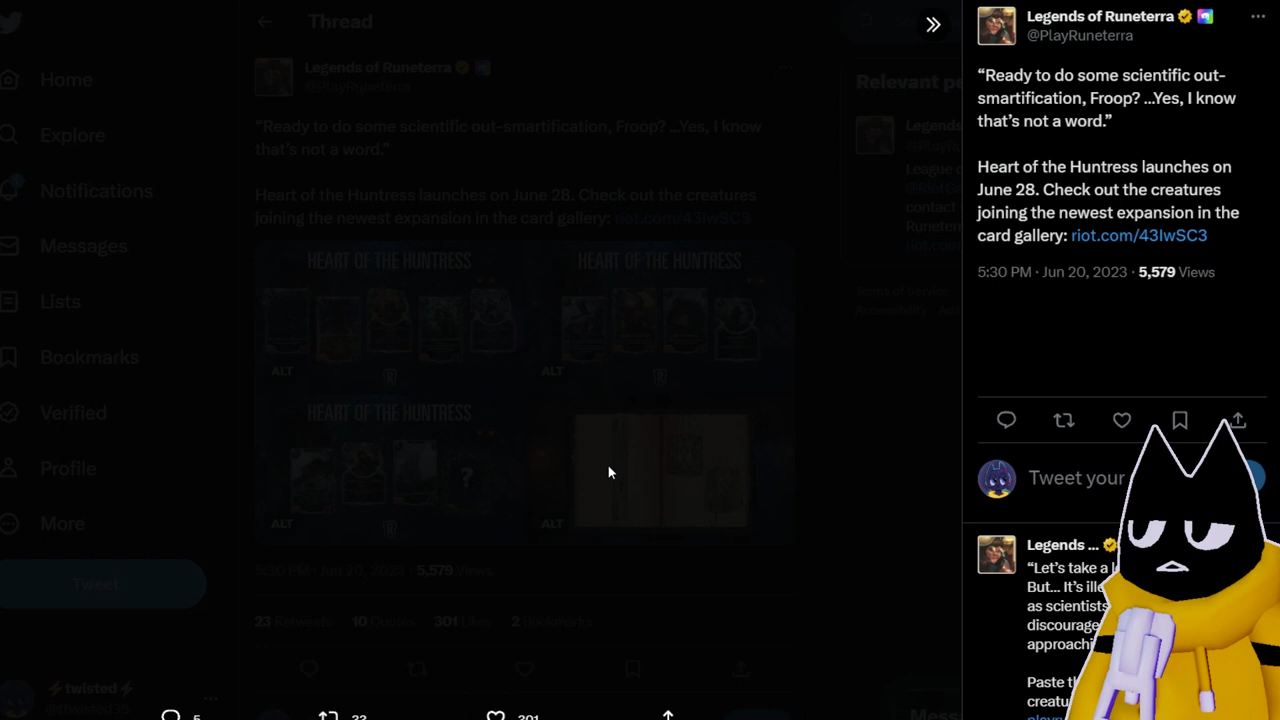 Home
Explore
Notifications
Messages
Lists
Bookmarks
Verified
Profile
More
Tweet
⚡twisted⚡
Thread
Legends of Runeterra
@PlayRuneterra
“Ready to do some scientific out-smartification, Froop? ...Yes, I know
that’s not a word.”
Heart of the Huntress launches on June 28. Check out the creatures
joining the newest expansion in the card gallery: riot.com/43IwSC3
HEART OF THE HUNTRESS
HEART OF THE HUNTRESS
ALT
ALT
HEART OF THE HUNTRESS
?
ALT
ALT
5:30 PM · Jun 20, 2023 · 5,579 Views
23 Retweets 10 Quotes 301 Likes 2 Bookmarks
5 33 301
Relevant pe
Legends
Legends of Runeterra
@PlayRuneterra
“Ready to do some scientific out-
smartification, Froop? ...Yes, I know
that’s not a word.”
Heart of the Huntress launches on
June 28. Check out the creatures
joining the newest expansion in the
card gallery: riot.com/43IwSC3
5:30 PM · Jun 20, 2023 · 5,579 Views
Tweet your
Legends ...
“Let’s take a
But... It’s
as scientists
discourage
Paste